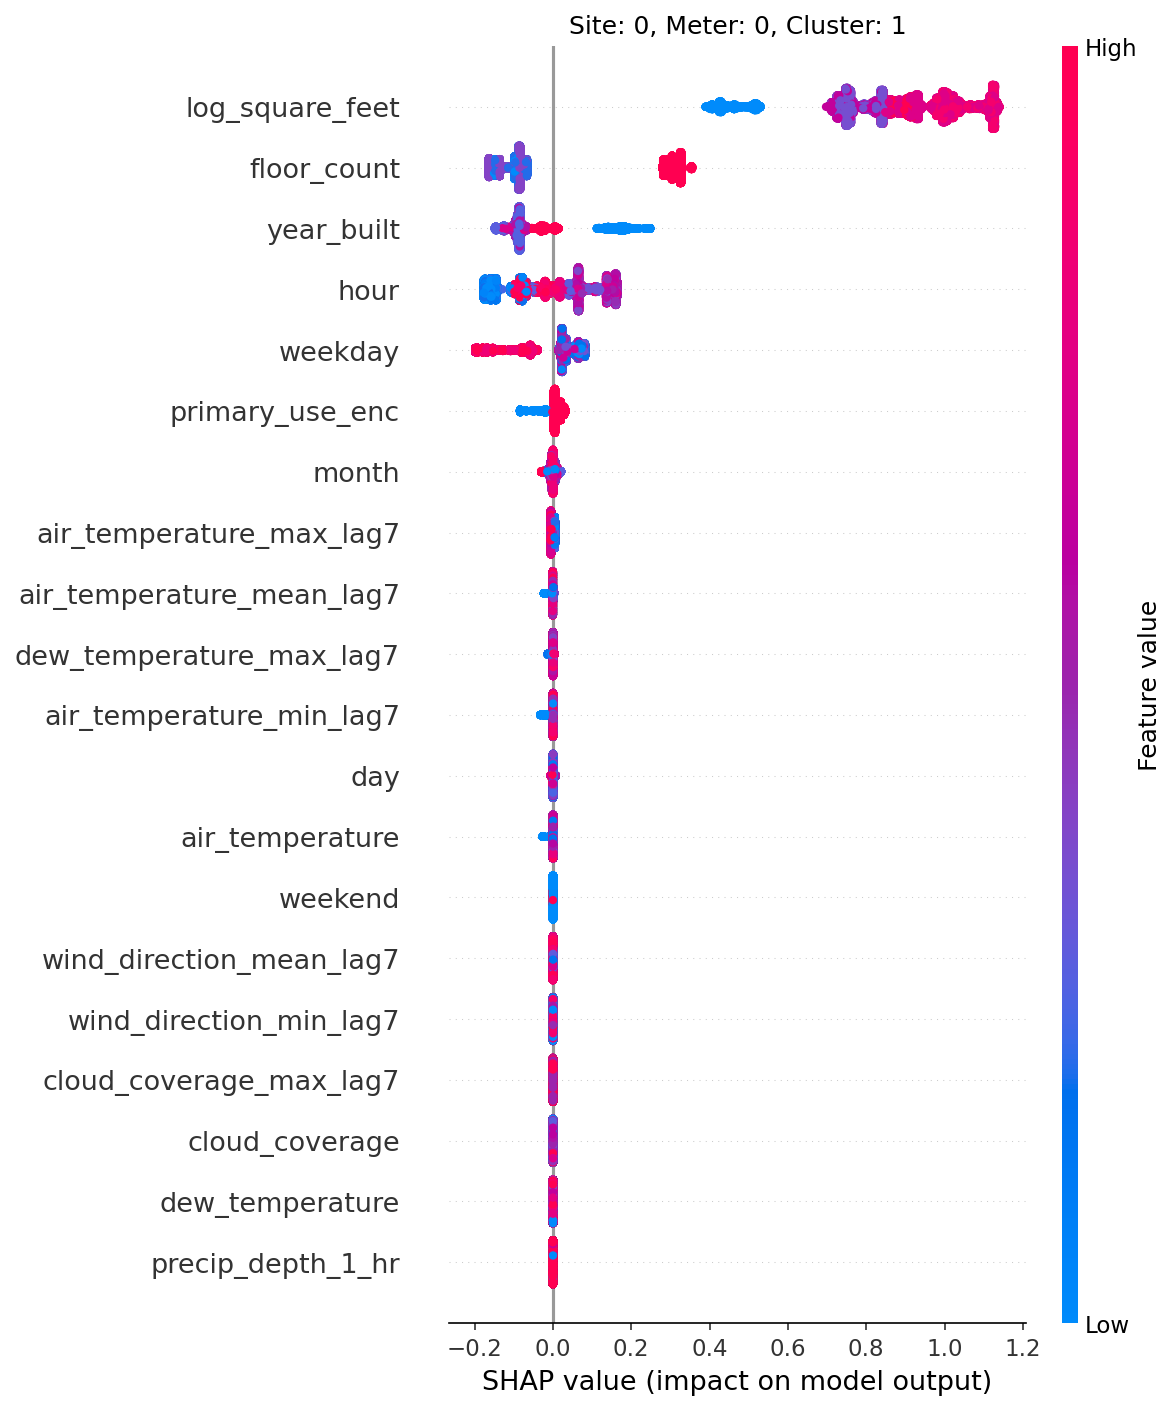 Site: 0, Meter: 0, Cluster: 1
High
log_square_feet
floor_count
year_built
hour
weekday
primary_use_enc
month
air_temperature_max_lag7
air_temperature_mean_lag7
dew_temperature_max_lag7
air_temperature_min_lag7
day
air_temperature
weekend
wind_direction_mean_lag7
wind_direction_min_lag7
cloud_coverage_max_lag7
cloud_coverage
dew_temperature
precip_depth_1_hr
Feature value
Low
−0.2 0.0 0.2 0.4 0.6 0.8 1.0 1.2
SHAP value (impact on model output)